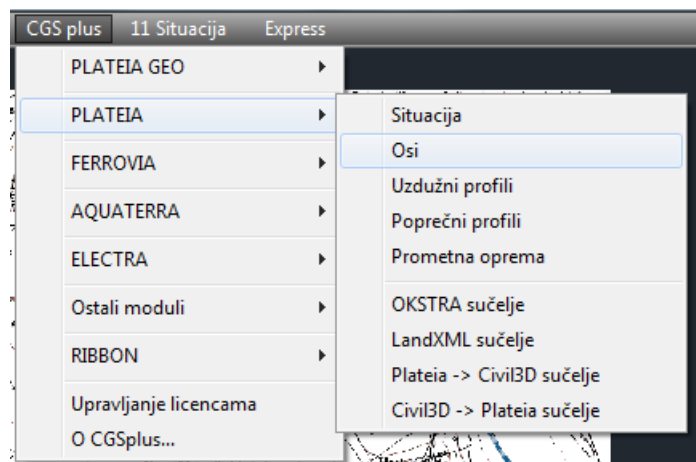 CGS plus 11 Situacija Express
PLATEIA GEO
PLATEIA
FERROVIA
AQUATERRA
ELECTRA
Ostali moduli
RIBBON
Upravljanje licencama
O CGSplus...
Situacija
Osi
Uzdužni profili
Poprečni profili
Prometna oprema
OKSTRA sučelje
LandXML sučelje
Plateia -> Civil3D sučelje
Civil3D -> Plateia sučelje